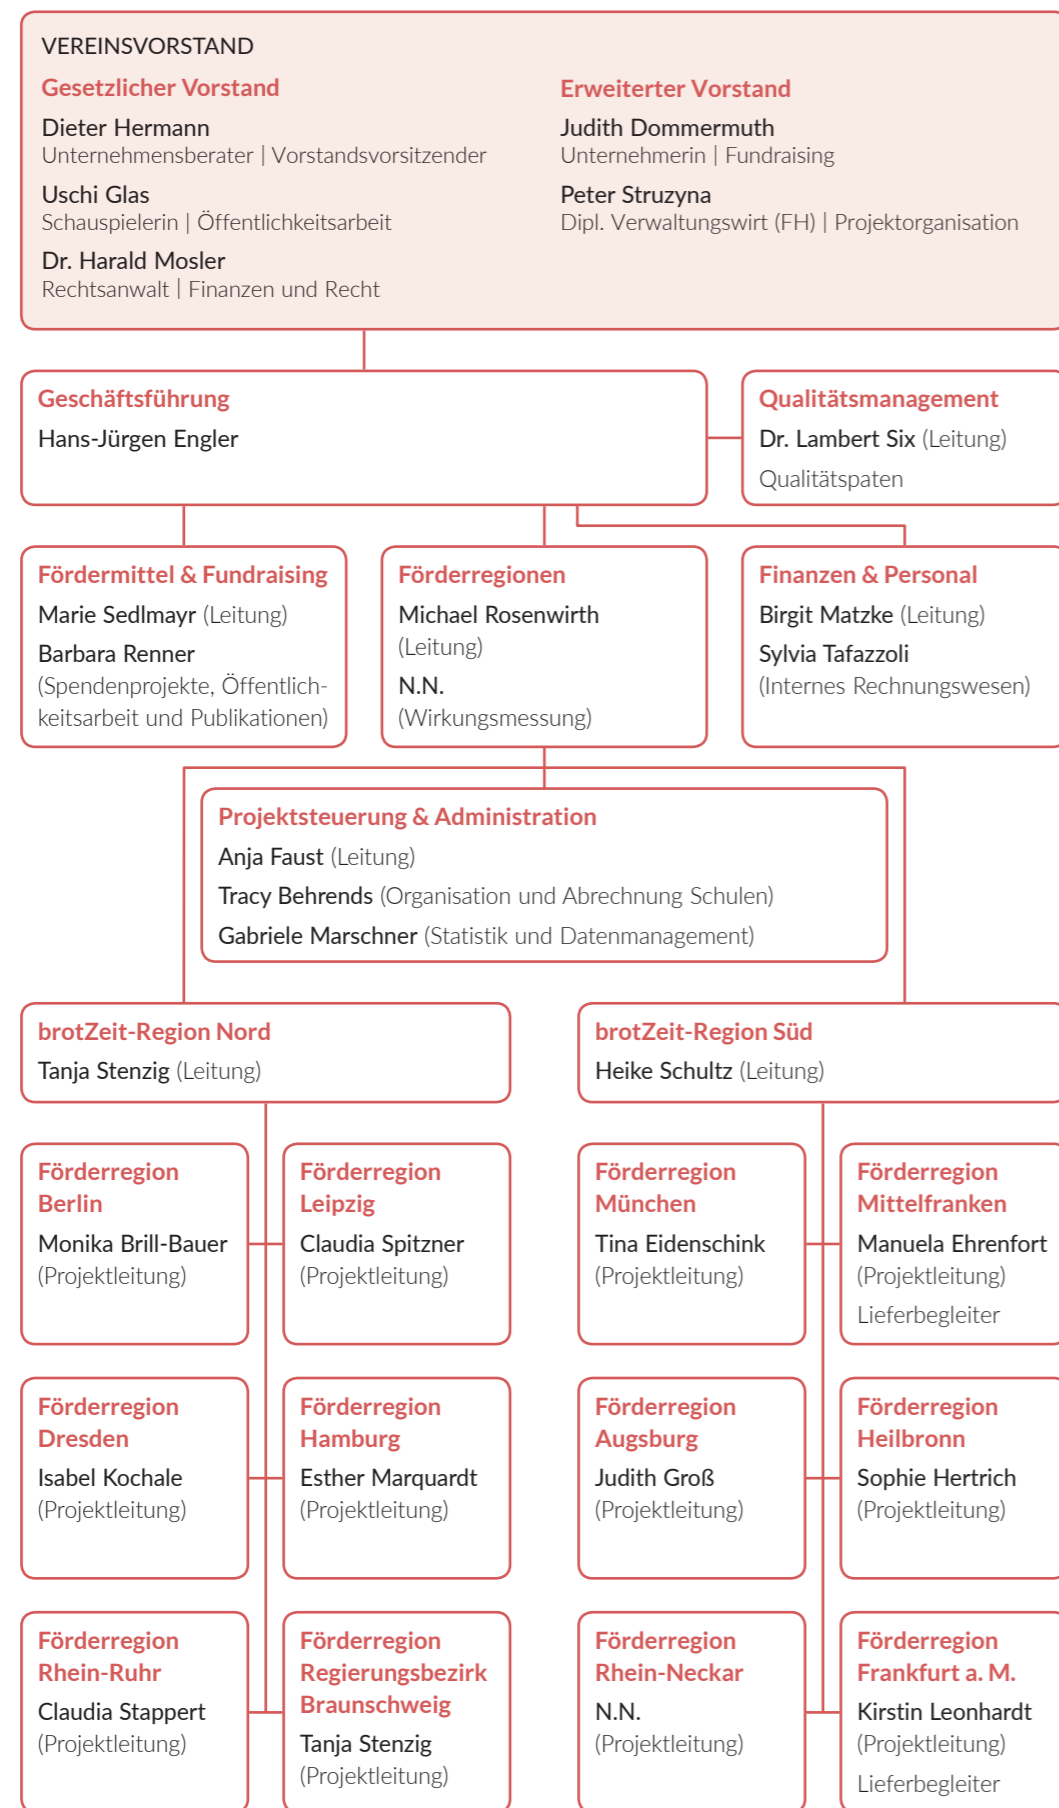 VEREINSVORSTAND
Gesetzlicher Vorstand
Dieter Hermann
Unternehmensberater | Vorstandsvorsitzender
Uschi Glas
Schauspielerin | Öffentlichkeitsarbeit
Dr. Harald Mosler
Rechtsanwalt | Finanzen und Recht
Erweiterter Vorstand
Judith Dommermuth
Unternehmerin | Fundraising
Peter Struzyna
Dipl. Verwaltungswirt (FH) | Projektorganisation
Geschäftsführung
Hans-Jürgen Engler
Qualitätsmanagement
Dr. Lambert Six (Leitung)
Qualitätspaten
Fördermittel & Fundraising
Marie Sedlmayr (Leitung)
Barbara Renner
(Spendenprojekte, Öffentlich-
keitsarbeit und Publikationen)
Förderregionen
Michael Rosenwirth
(Leitung)
N.N.
(Wirkungsmessung)
Finanzen & Personal
Birgit Matzke (Leitung)
Sylvia Tafazzoli
(Internes Rechnungswesen)
Projektsteuerung & Administration
Anja Faust (Leitung)
Tracy Behrends (Organisation und Abrechnung Schulen)
Gabriele Marschner (Statistik und Datenmanagement)
brotZeit-Region Nord
Tanja Stenzig (Leitung)
brotZeit-Region Süd
Heike Schultz (Leitung)
Förderregion
Berlin
Monika Brill-Bauer
(Projektleitung)
Förderregion
Leipzig
Claudia Spitzner
(Projektleitung)
Förderregion
München
Tina Eidenschink
(Projektleitung)
Förderregion
Mittelfranken
Manuela Ehrenfort
(Projektleitung)
Lieferbegleiter
Förderregion
Dresden
Isabel Kochale
(Projektleitung)
Förderregion
Hamburg
Esther Marquardt
(Projektleitung)
Förderregion
Augsburg
Judith Groß
(Projektleitung)
Förderregion
Heilbronn
Sophie Hertrich
(Projektleitung)
Förderregion
Rhein-Ruhr
Claudia Stappert
(Projektleitung)
Förderregion
Regierungsbezirk
Braunschweig
Tanja Stenzig
(Projektleitung)
Förderregion
Rhein-Neckar
N.N.
(Projektleitung)
Förderregion
Frankfurt a. M.
Kirstin Leonhardt
(Projektleitung)
Lieferbegleiter